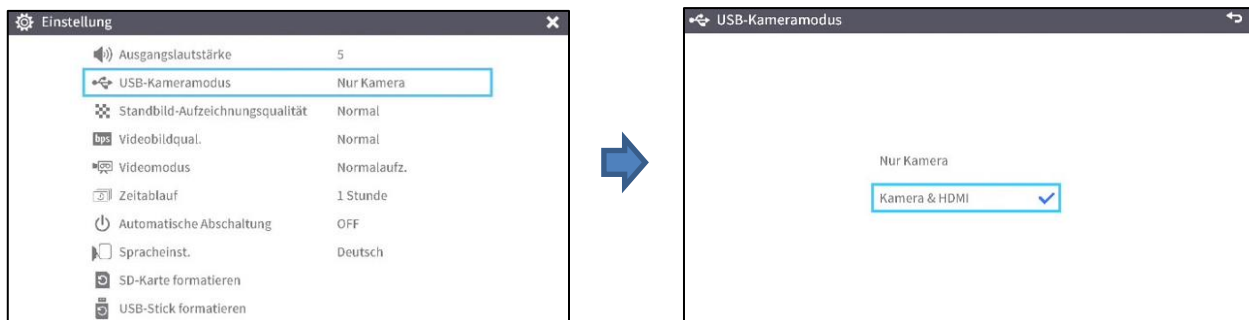 Einstellung
Ausgangslautstärke 5
USB-Kameramodus Nur Kamera
Standbild-Aufzeichnungsqualität Normal
bps Videobildqual. Normal
Videomodus Normalaufz.
Zeitablauf 1 Stunde
Automatische Abschaltung OFF
Spracheinst. Deutsch
SD-Karte formatieren
USB-Stick formatieren
USB-Kameramodus
Nur Kamera
Kamera & HDMI